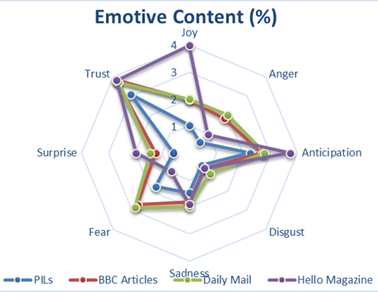 Emotive Content (%)
Joy
4
Trust
Anger
3
2
1
Surprise
Anticipation
Fear
Disgust
Sadness
PILs
BBC Articles
Daily Mail
Hello Magazine